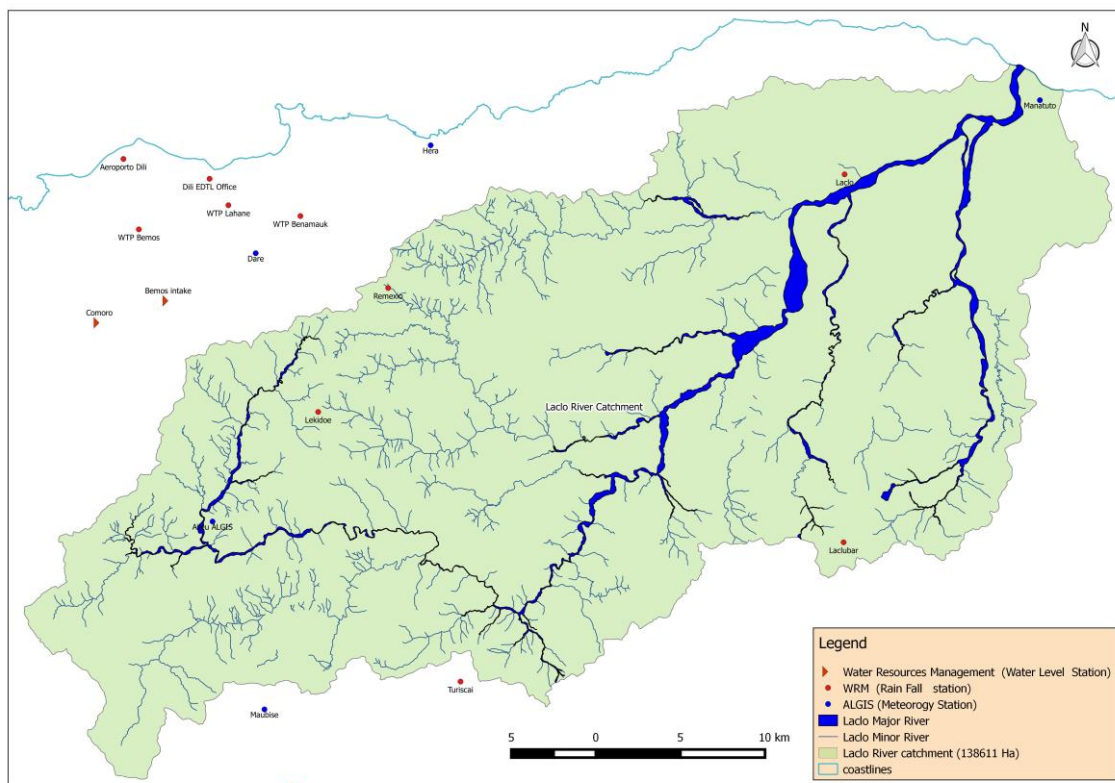 N
Manatuto
Hera
Aeroporto Dili
Laclo
Dili EDTL Office
WTP Lahane
WTP Benamauk
WTP Bemos
Dare
Bemos intake
Remexio
Comoro
Laclo River Catchment
Lekidoe
ALGIS
Laclubar
Turiscai
Maubise
Legend
Water Resources Management (Water Level Station)
WRM (Rain Fall station)
ALGIS (Meteorogy Station)
Laclo Major River
Laclo Minor River
Laclo River catchment (138611 Ha)
coastlines
5 0 5 10 km